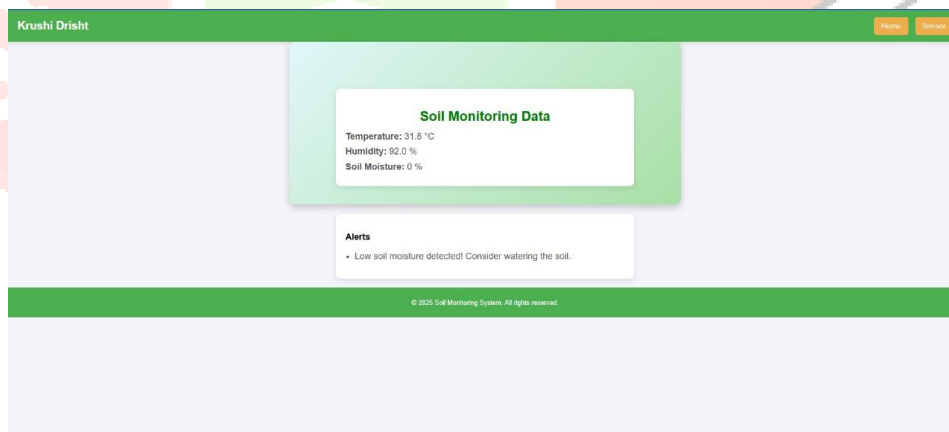 Krushi Drisht
Home Sensor
Soil Monitoring Data
Temperature: 31.8 °C
Humidity: 92.0 %
Soil Moisture: 0 %
Alerts
• Low soil moisture detected! Consider watering the soil.
© 2025 Soil Monitoring System. All rights reserved.